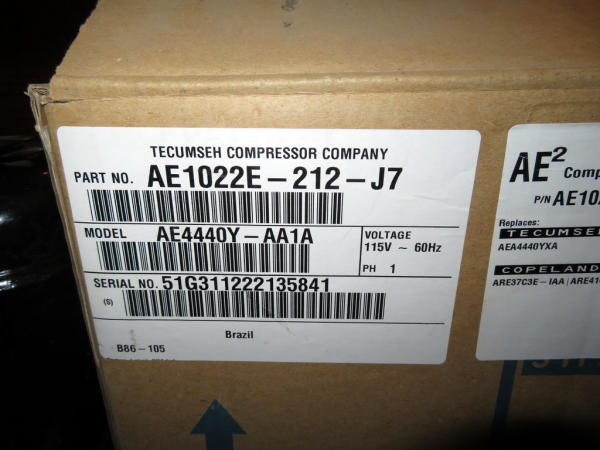 TECUMSEH COMPRESSOR COMPANY
PART NO. AE1022E-212-J7
MODEL AE4440Y-AA1A
VOLTAGE
115V ~ 60Hz
PH 1
SERIAL NO. 51G311222135841
(S)
Brazil
B86-105
AE²
P/N AE10
Replaces:
TECUMSEH
AEA4440YXA
COPELAND
ARE37C3E-IAA ARE41